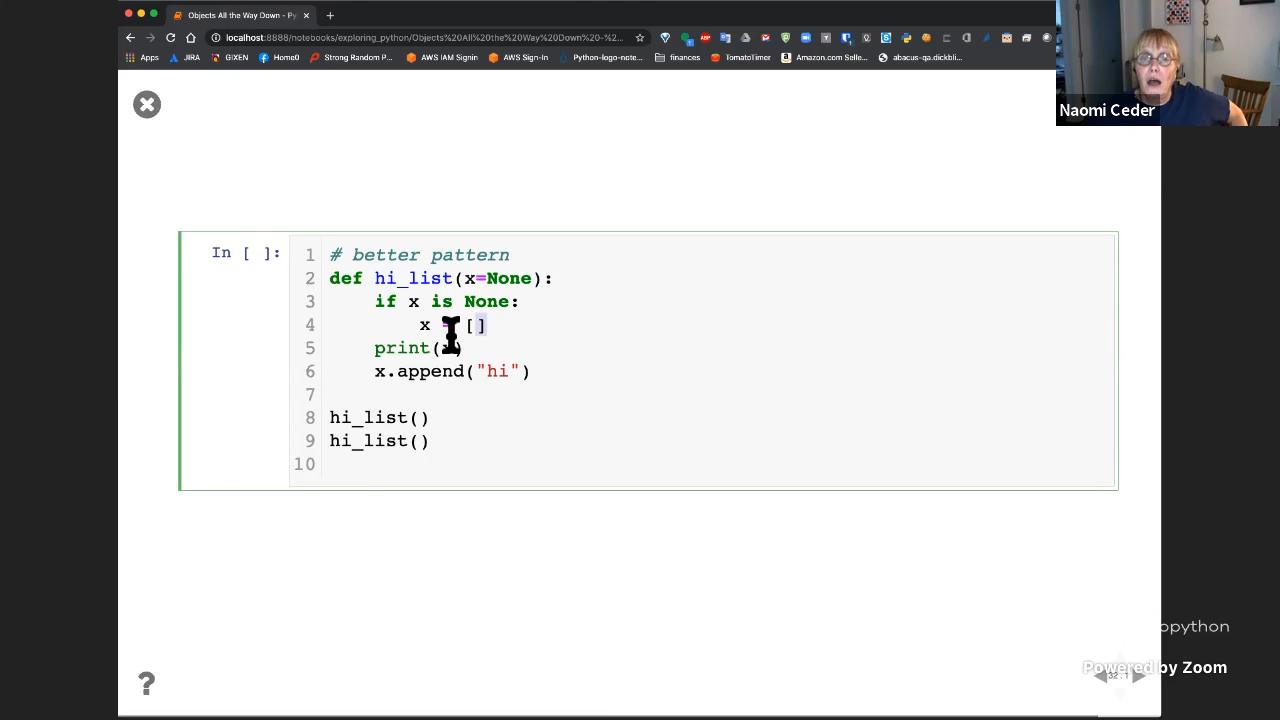 Objects All the Way Down - Py
localhost:8888/notebooks/exploring_python/Objects%20All%20the%20Way%20Down%20-%2...
Apps JIRA GIXEN Home0 Strong Random P... AWS IAM Signin AWS Sign-In Python-logo-note... finances TomatoTimer Amazon.com Selle... abacus-qa.dickbli...
Naomi Ceder
In [ ]:
1 # better pattern
2 def hi_list(x=None):
3 if x is None:
4 x = []
5 print(x)
6 x.append("hi")
7
8 hi_list()
9 hi_list()
10
opython
Powered by Zoom
32.1
?